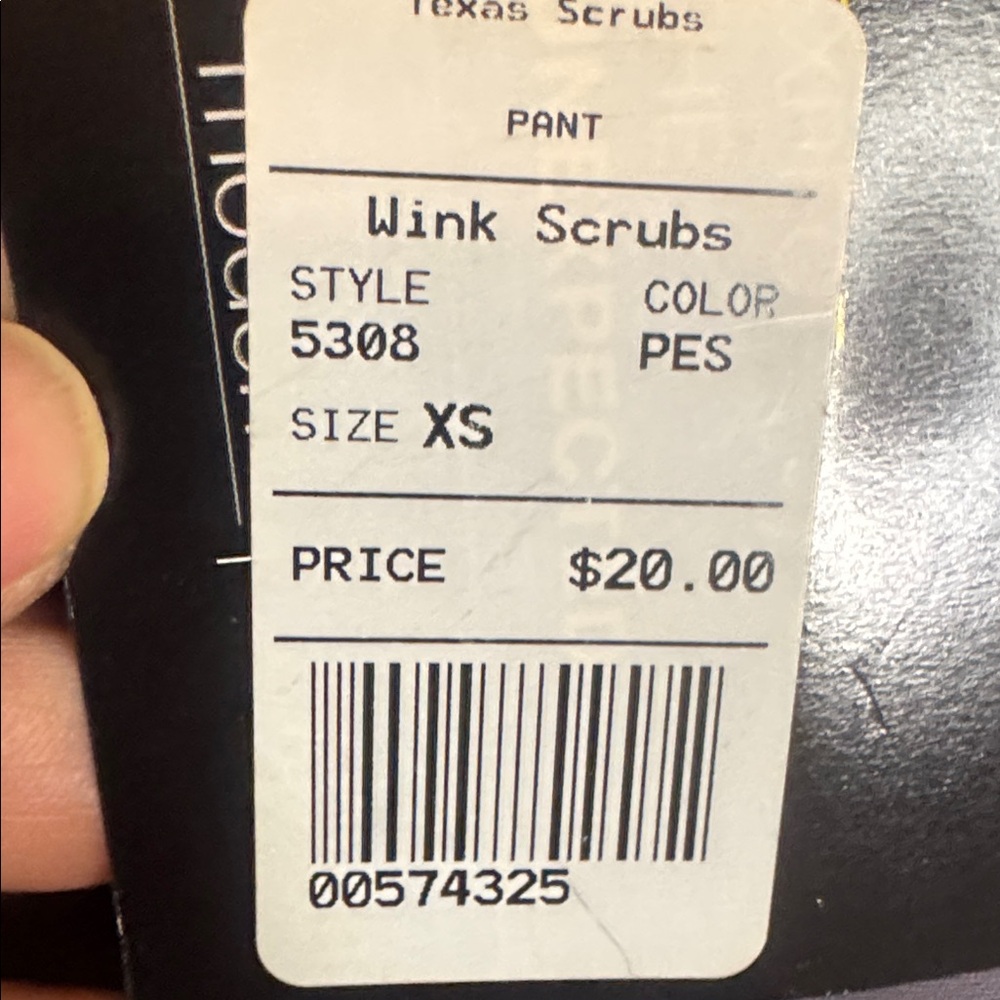 Texas Scrubs
PANT
Wink Scrubs
STYLE COLOR
5308 PES
SIZE XS
PRICE $20.00
00574325